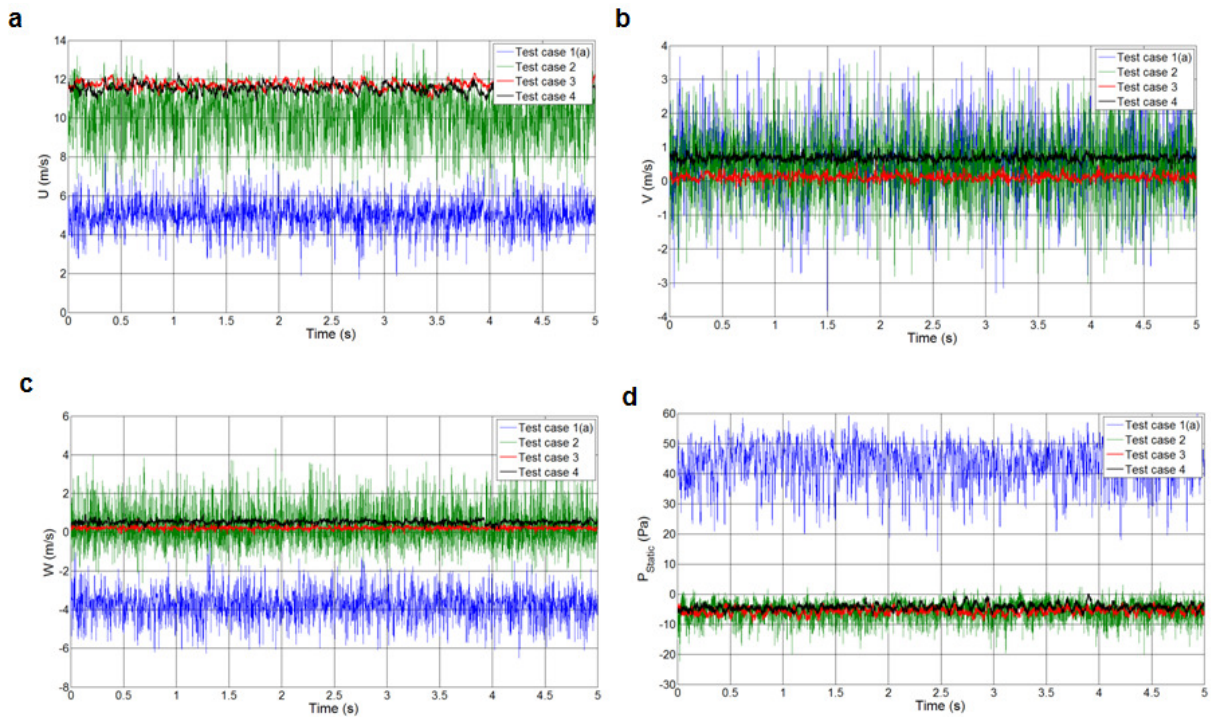 a
14
12
10
8
6
4
2
0
U (m/s)
0 0.5 1 1.5 2 2.5 3 3.5 4 4.5 5
Time (s)
Test case 1(a)
Test case 2
Test case 3
Test case 4
b
4
3
2
1
0
-1
-2
-3
-4
V (m/s)
0 0.5 1 1.5 2 2.5 3 3.5 4 4.5 5
Time (s)
Test case 1(a)
Test case 2
Test case 3
Test case 4
c
6
4
2
0
-2
-4
-6
-8
W (m/s)
0 0.5 1 1.5 2 2.5 3 3.5 4 4.5 5
Time (s)
Test case 1(a)
Test case 2
Test case 3
Test case 4
d
60
50
40
30
20
10
0
-10
-20
-30
P Static (Pa)
0 0.5 1 1.5 2 2.5 3 3.5 4 4.5 5
Time (s)
Test case 1(a)
Test case 2
Test case 3
Test case 4